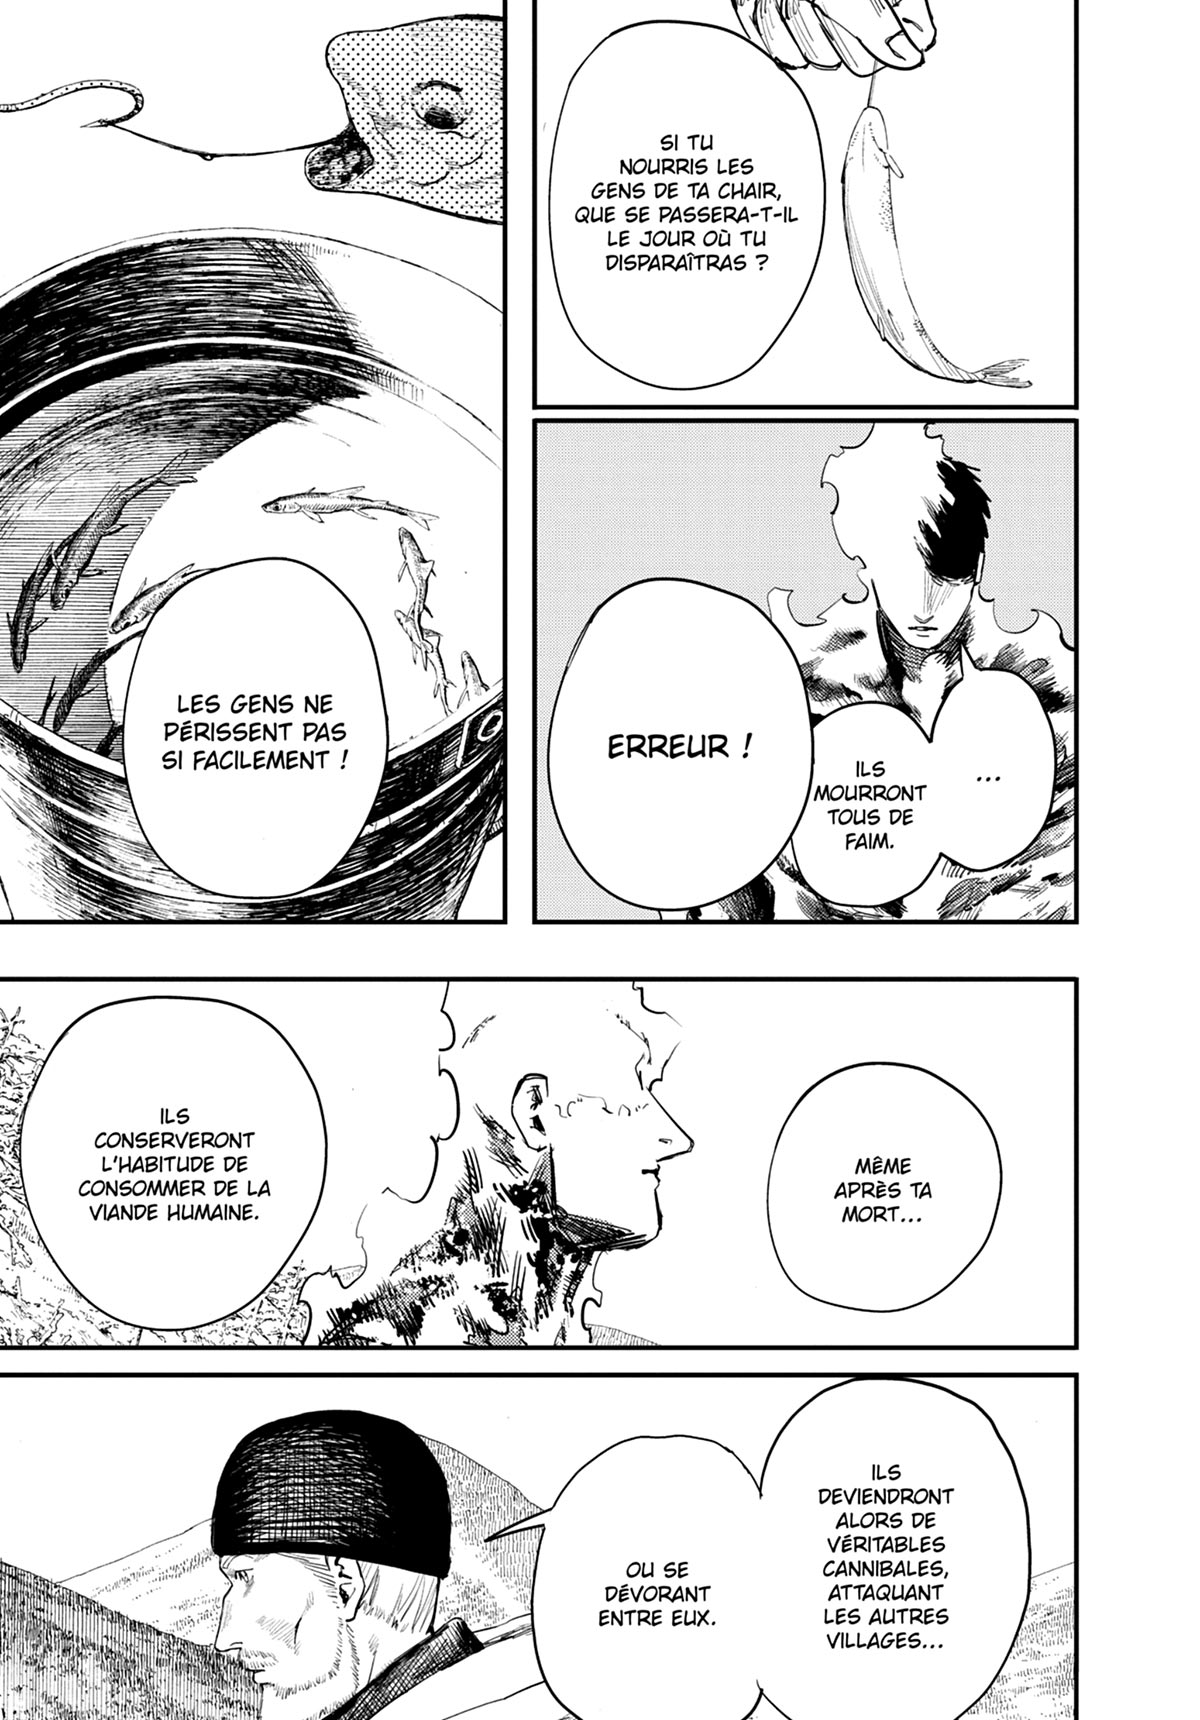 SI TU
NOURRIS LES
GENS DE TA CHAIR,
QUE SE PASSERA-T-IL
LE JOUR OÙ TU
DISPARAÎTRAS ?
...
ILS
MOURRONT
TOUS DE
FAIM.
ERREUR !
LES GENS NE
PÉRISSENT PAS
SI FACILEMENT !
MÊME
APRÈS TA
MORT...
ILS
CONSERVERONT
L'HABITUDE DE
CONSOMMER DE LA
VIANDE HUMAINE.
ILS
DEVIENDRONT
ALORS DE
VÉRITABLES
CANNIBALES,
ATTAQUANT
LES AUTRES
VILLAGES...
OU SE
DÉVORANT
ENTRE EUX.